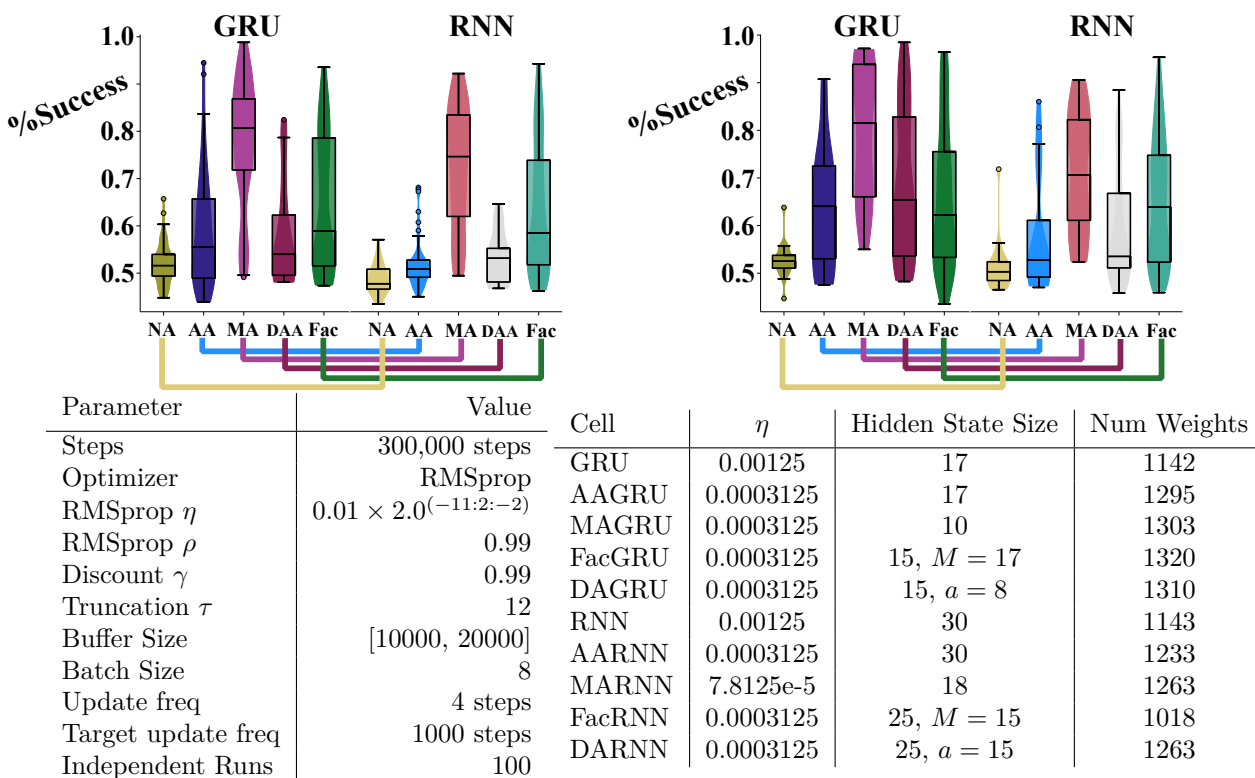 GRU RNN
1.0
0.9
0.8
0.7
0.6
0.5
%Success
NA AA MA DAA Fac NA AA MA DAA Fac
GRU RNN
1.0
0.9
0.8
0.7
0.6
0.5
%Success
NA AA MA DAA Fac NA AA MA DAA Fac
Parameter Value
Steps 300,000 steps
Optimizer RMSprop
RMSprop η 0.01 × 2.0^(−11:2:−2)
RMSprop ρ 0.99
Discount γ 0.99
Truncation τ 12
Buffer Size [10000, 20000]
Batch Size 8
Update freq 4 steps
Target update freq 1000 steps
Independent Runs 100
Cell η Hidden State Size Num Weights
GRU 0.00125 17 1142
AAGRU 0.0003125 17 1295
MAGRU 0.0003125 10 1303
FacGRU 0.0003125 15, M = 17 1320
DAGRU 0.0003125 15, a = 8 1310
RNN 0.00125 30 1143
AARNN 0.0003125 30 1233
MARNN 7.8125e-5 18 1263
FacRNN 0.0003125 25, M = 15 1018
DARNN 0.0003125 25, a = 15 1263